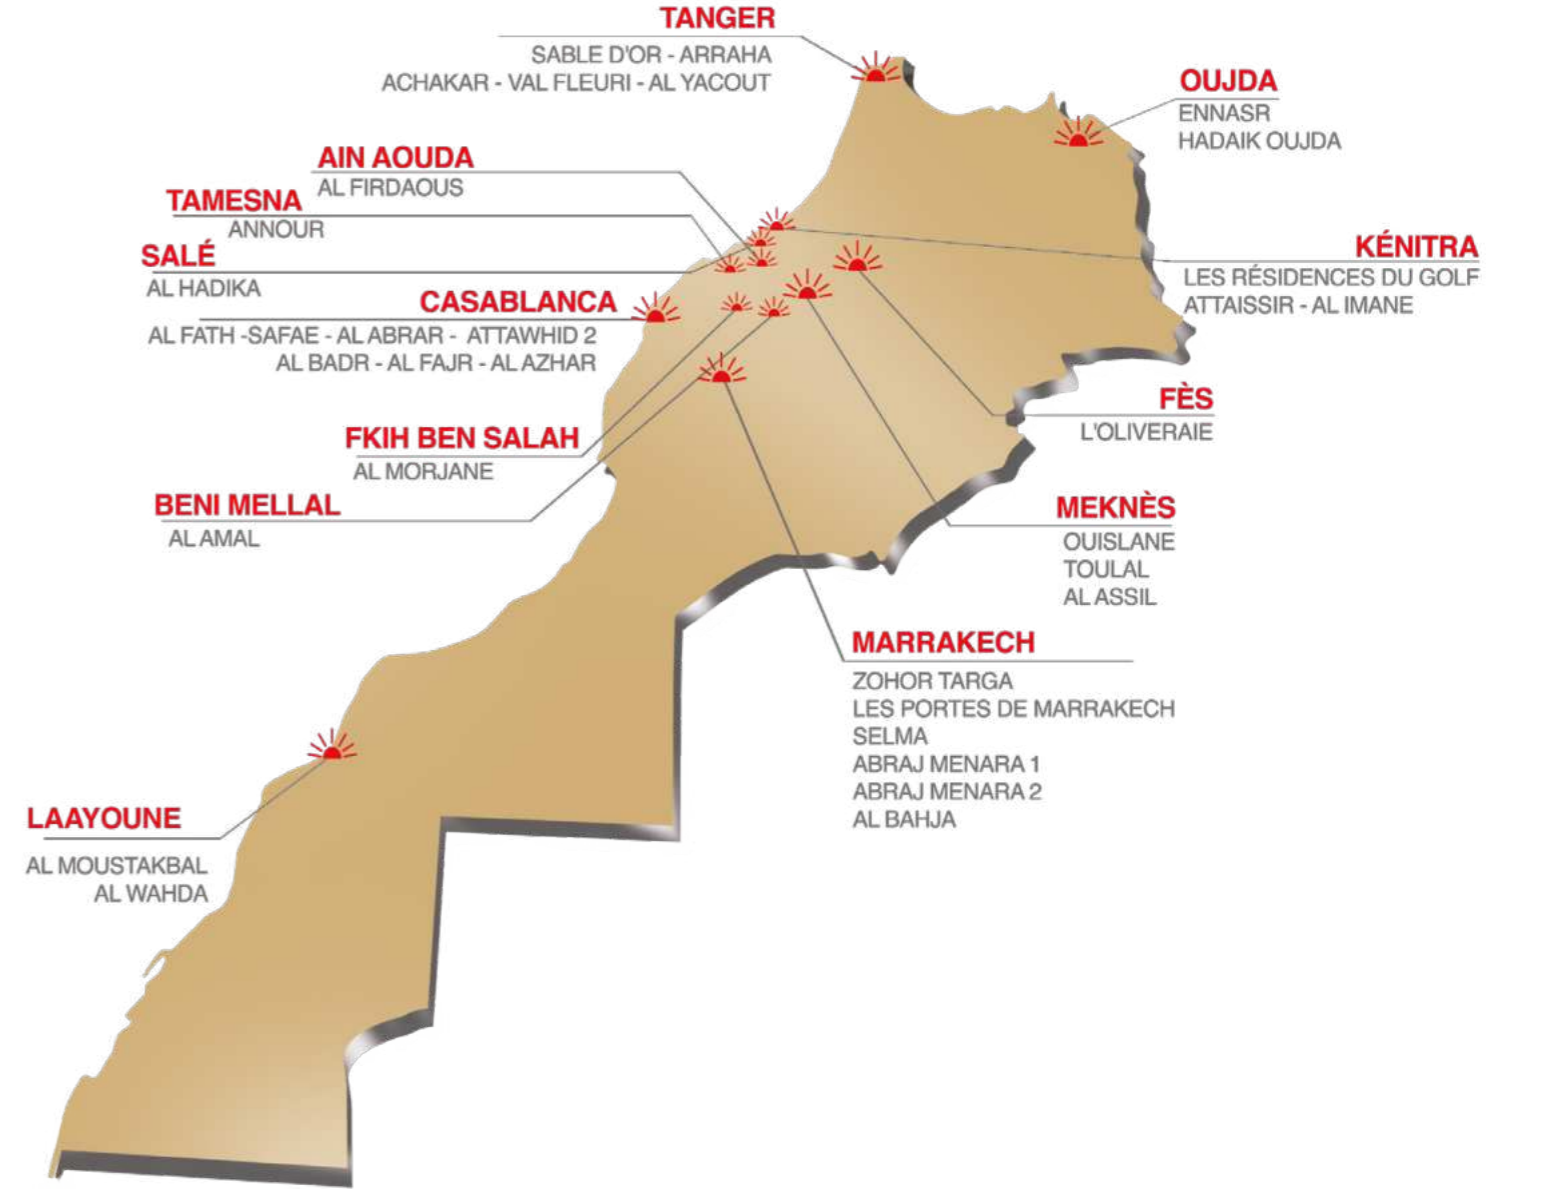 TANGER
SABLE D'OR - ARRAHA
ACHAKAR - VAL FLEURI - AL YACOUT
OUJDA
ENNASR
HADAIK OUJDA
AIN AOUDA
AL FIRDAOUS
TAMESNA
ANNOUR
SALÉ
AL HADIKA
KÉNITRA
LES RÉSIDENCES DU GOLF
ATTAISSIR - AL IMANE
CASABLANCA
AL FATH -SAFAE - AL ABRAR - ATTAWHID 2
AL BADR - AL FAJR - AL AZHAR
FÈS
L'OLIVERAIE
FKIH BEN SALAH
AL MORJANE
BENI MELLAL
AL AMAL
MEKNÈS
OUISLANE
TOULAL
AL ASSIL
MARRAKECH
ZOHOR TARGA
LES PORTES DE MARRAKECH
SELMA
ABRAJ MENARA 1
ABRAJ MENARA 2
AL BAHJA
LAAYOUNE
AL MOUSTAKBAL
AL WAHDA